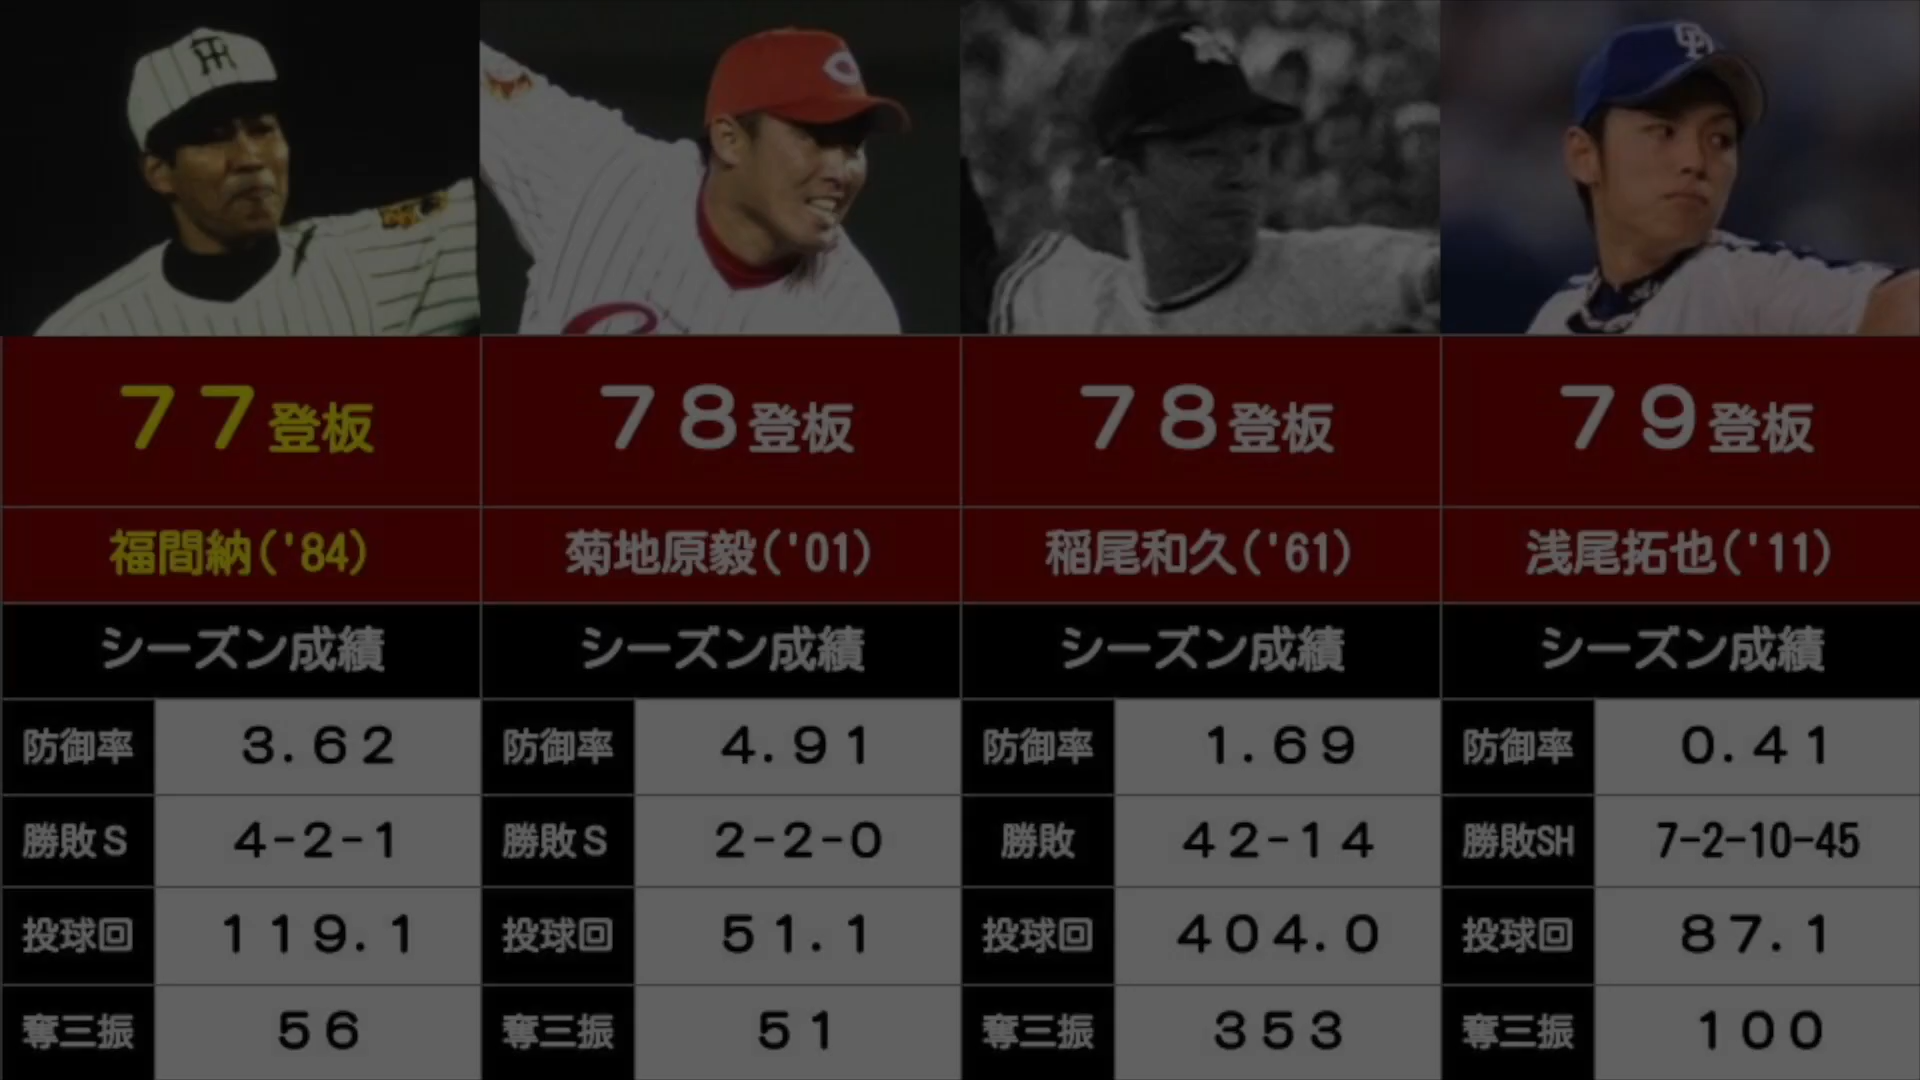 77登板
福間納('84)
シーズン成績
防御率 3.62
勝敗S 4-2-1
投球回 119.1
奪三振 56
78登板
菊地原毅('01)
シーズン成績
防御率 4.91
勝敗S 2-2-0
投球回 51.1
奪三振 51
78登板
稲尾和久('61)
シーズン成績
防御率 1.69
勝敗 42-14
投球回 404.0
奪三振 353
79登板
浅尾拓也('11)
シーズン成績
防御率 0.41
勝敗SH 7-2-10-45
投球回 87.1
奪三振 100